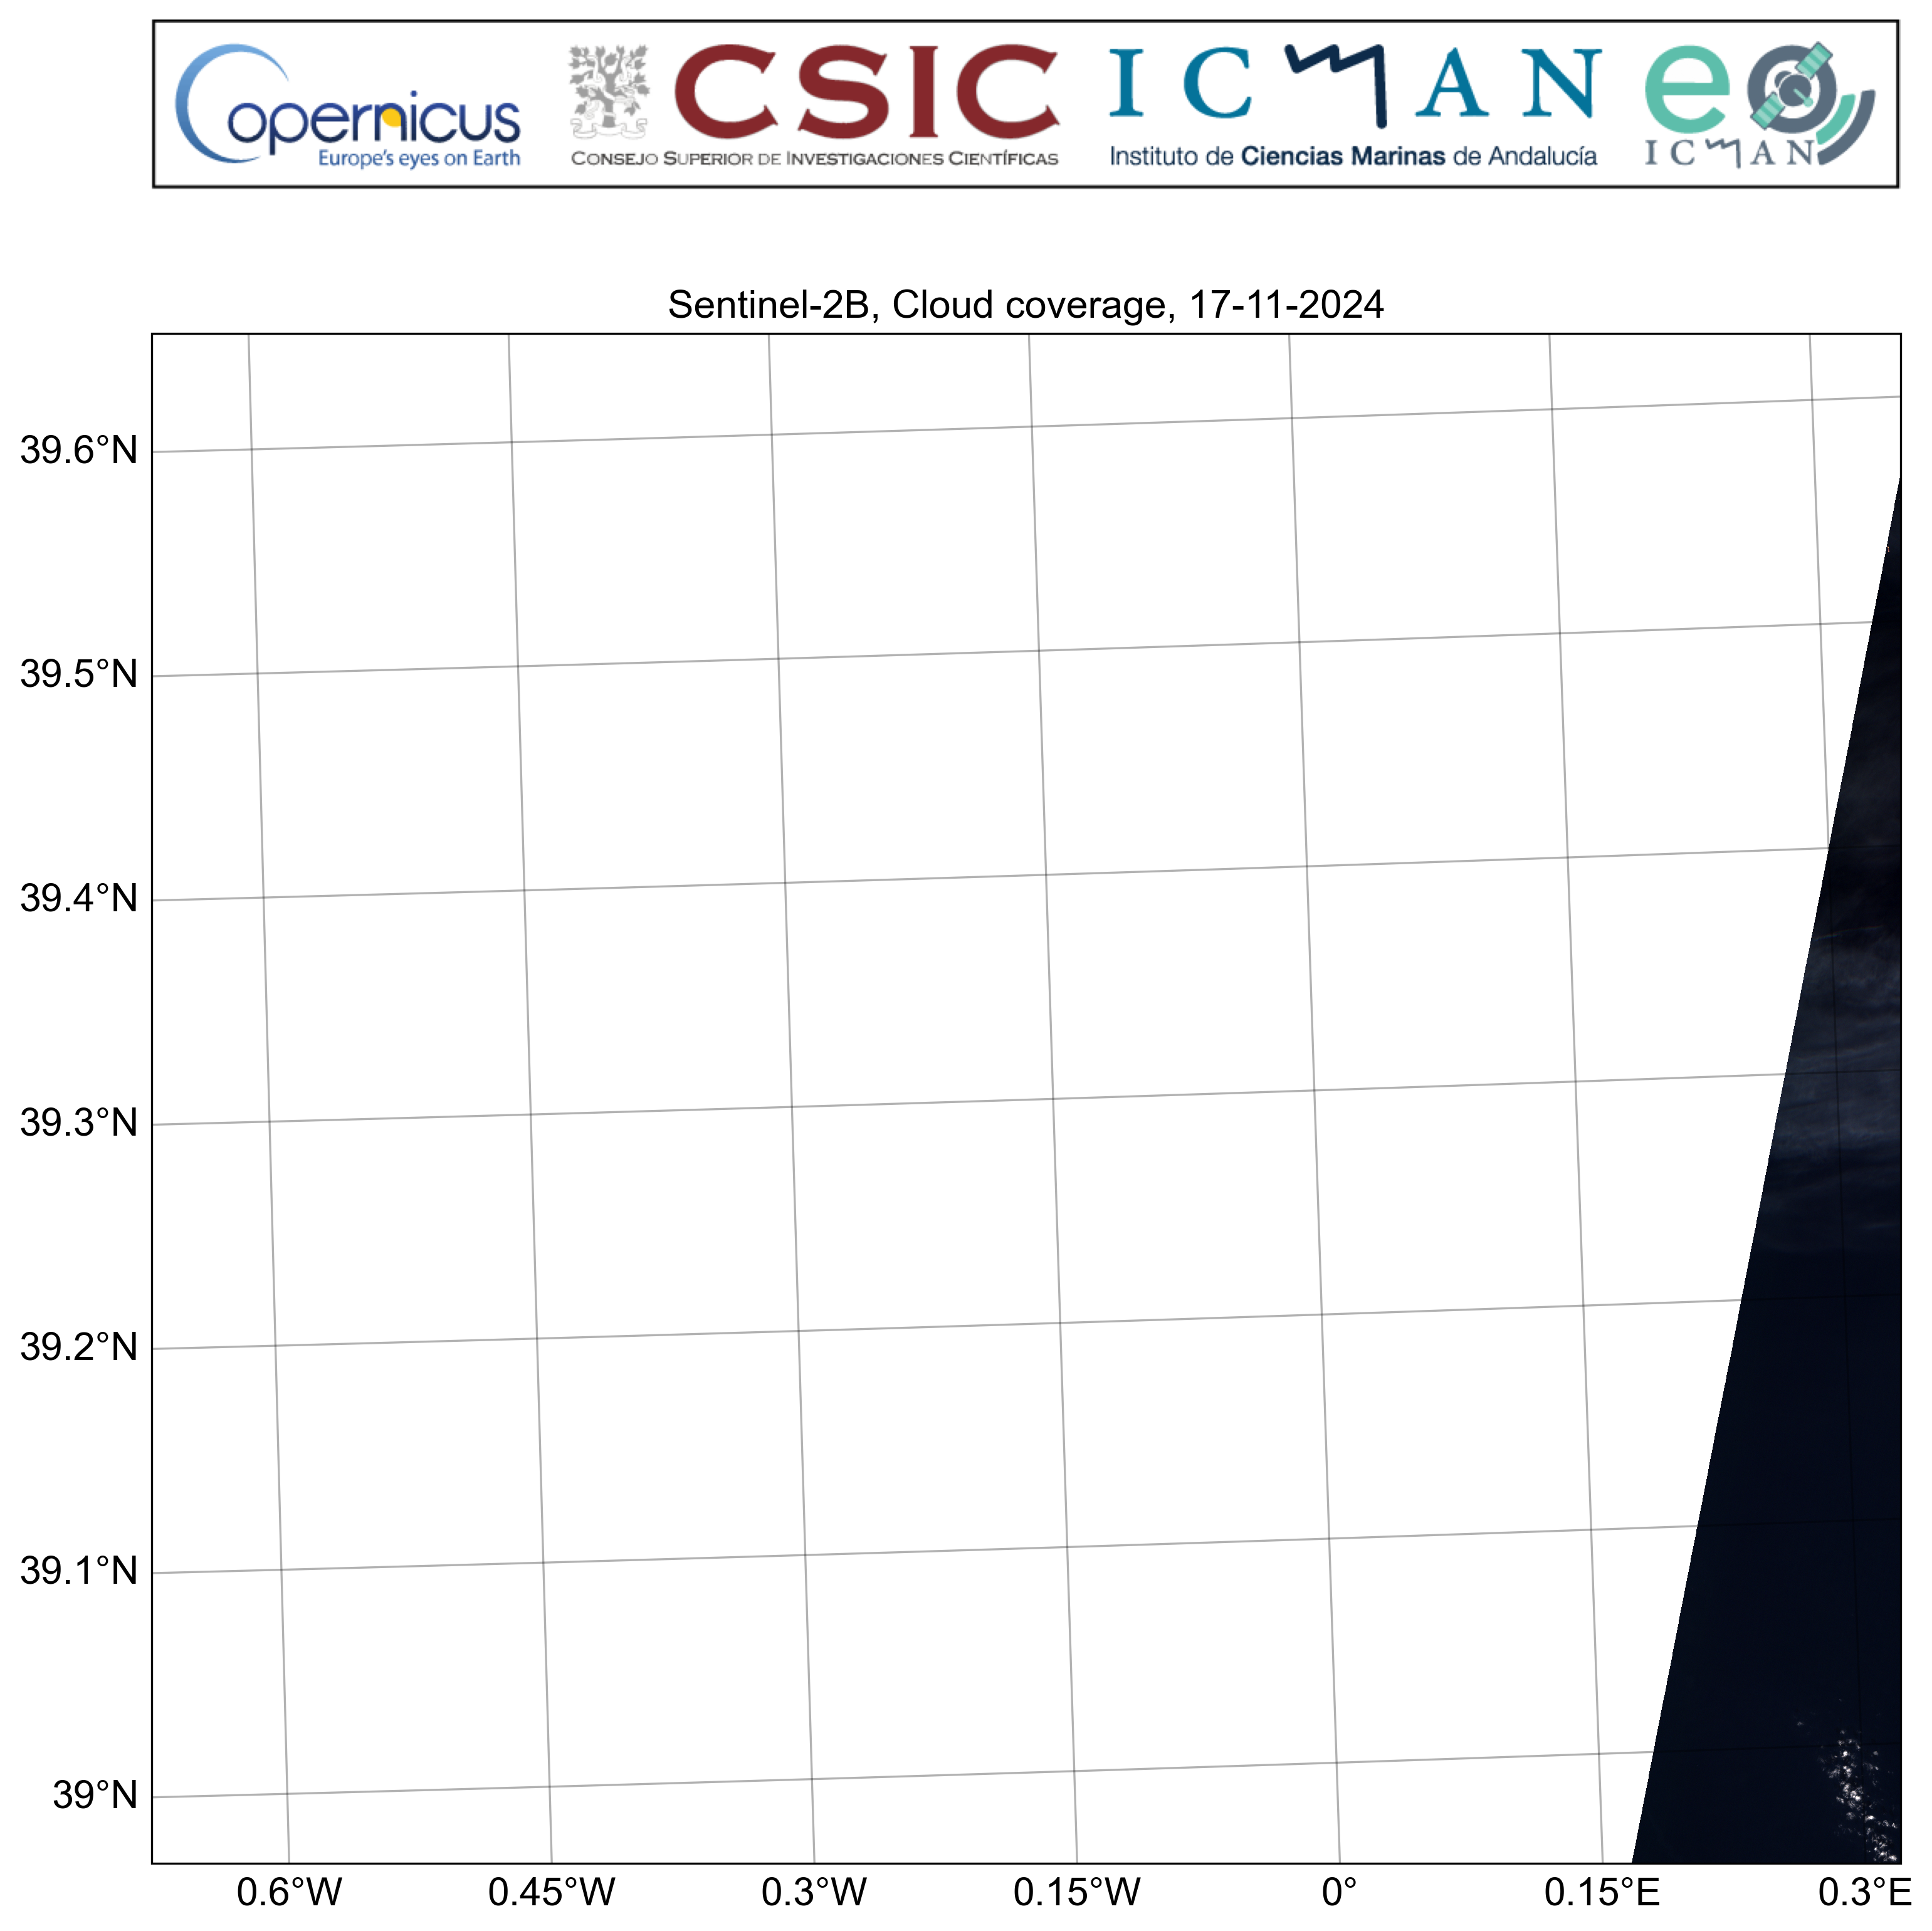 Copernicus
Europe's eyes on Earth
CSIC
CONSEJO SUPERIOR DE INVESTIGACIONES CIENTÍFICAS
ICMAN
Instituto de Ciencias Marinas de Andalucía
eo
ICMAN
Sentinel-2B, Cloud coverage, 17-11-2024
39.6°N
39.5°N
39.4°N
39.3°N
39.2°N
39.1°N
39°N
0.6°W 0.45°W 0.3°W 0.15°W 0° 0.15°E 0.3°E